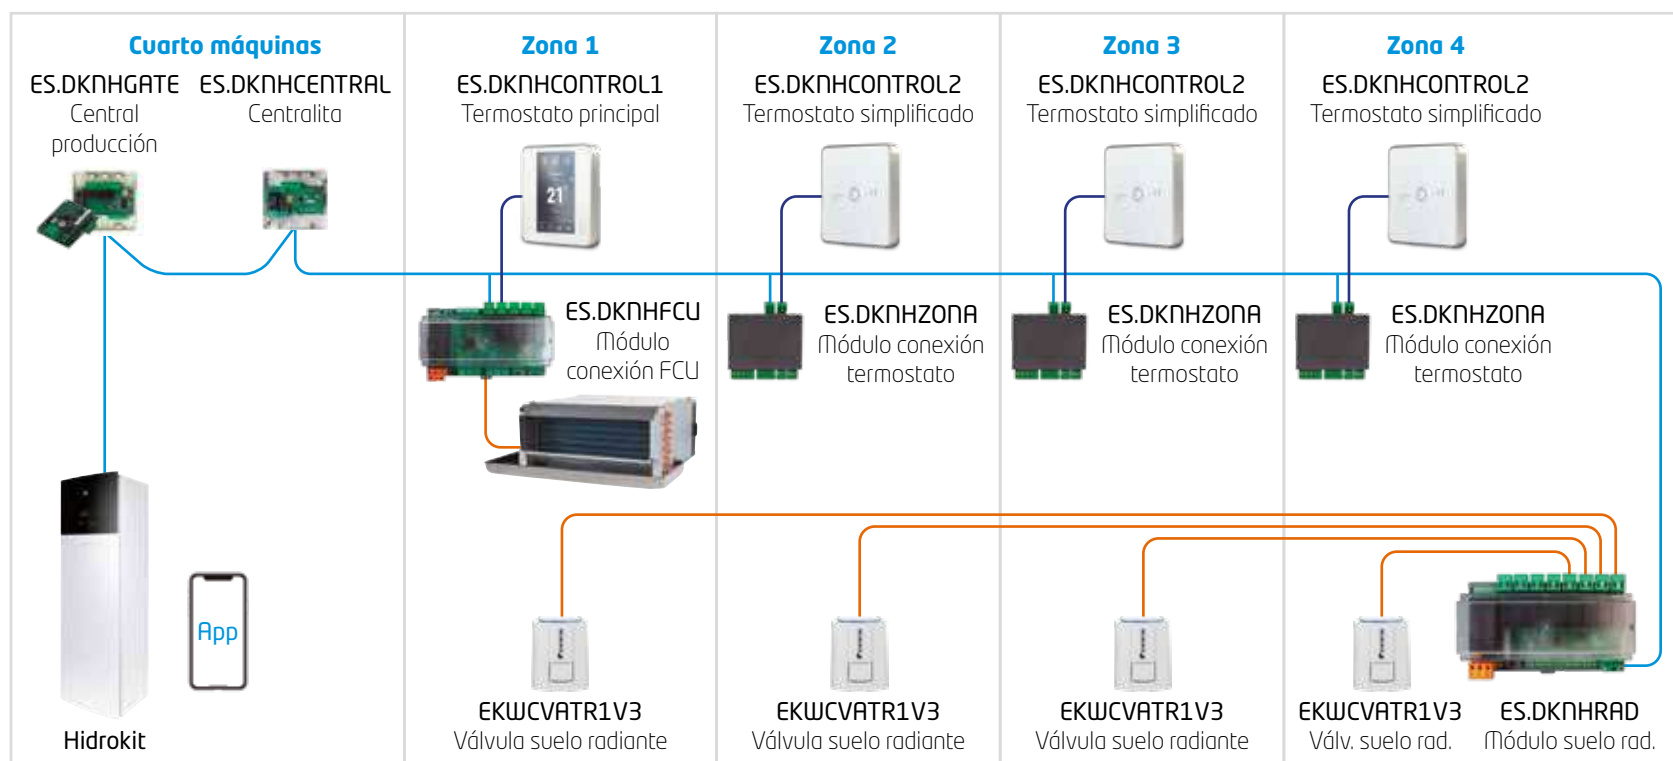 Cuarto máquinas
ES.DKNHGATE
Central
producción
ES.DKNHCENTRAL
Centralita
Zona 1
ES.DKNHCONTROL1
Termostato principal
21
ES.DKNHFCU
Módulo
conexión FCU
Zona 2
ES.DKNHCONTROL2
Termostato simplificado
ES.DKNHZONA
Módulo conexión
termostato
Zona 3
ES.DKNHCONTROL2
Termostato simplificado
ES.DKNHZONA
Módulo conexión
termostato
Zona 4
ES.DKNHCONTROL2
Termostato simplificado
ES.DKNHZONA
Módulo conexión
termostato
App
Hidrokit
EKWCVATR1V3
Válvula suelo radiante
EKWCVATR1V3
Válvula suelo radiante
EKWCVATR1V3
Válvula suelo radiante
EKWCVATR1V3
Válv. suelo rad.
ES.DKNHRAD
Módulo suelo rad.